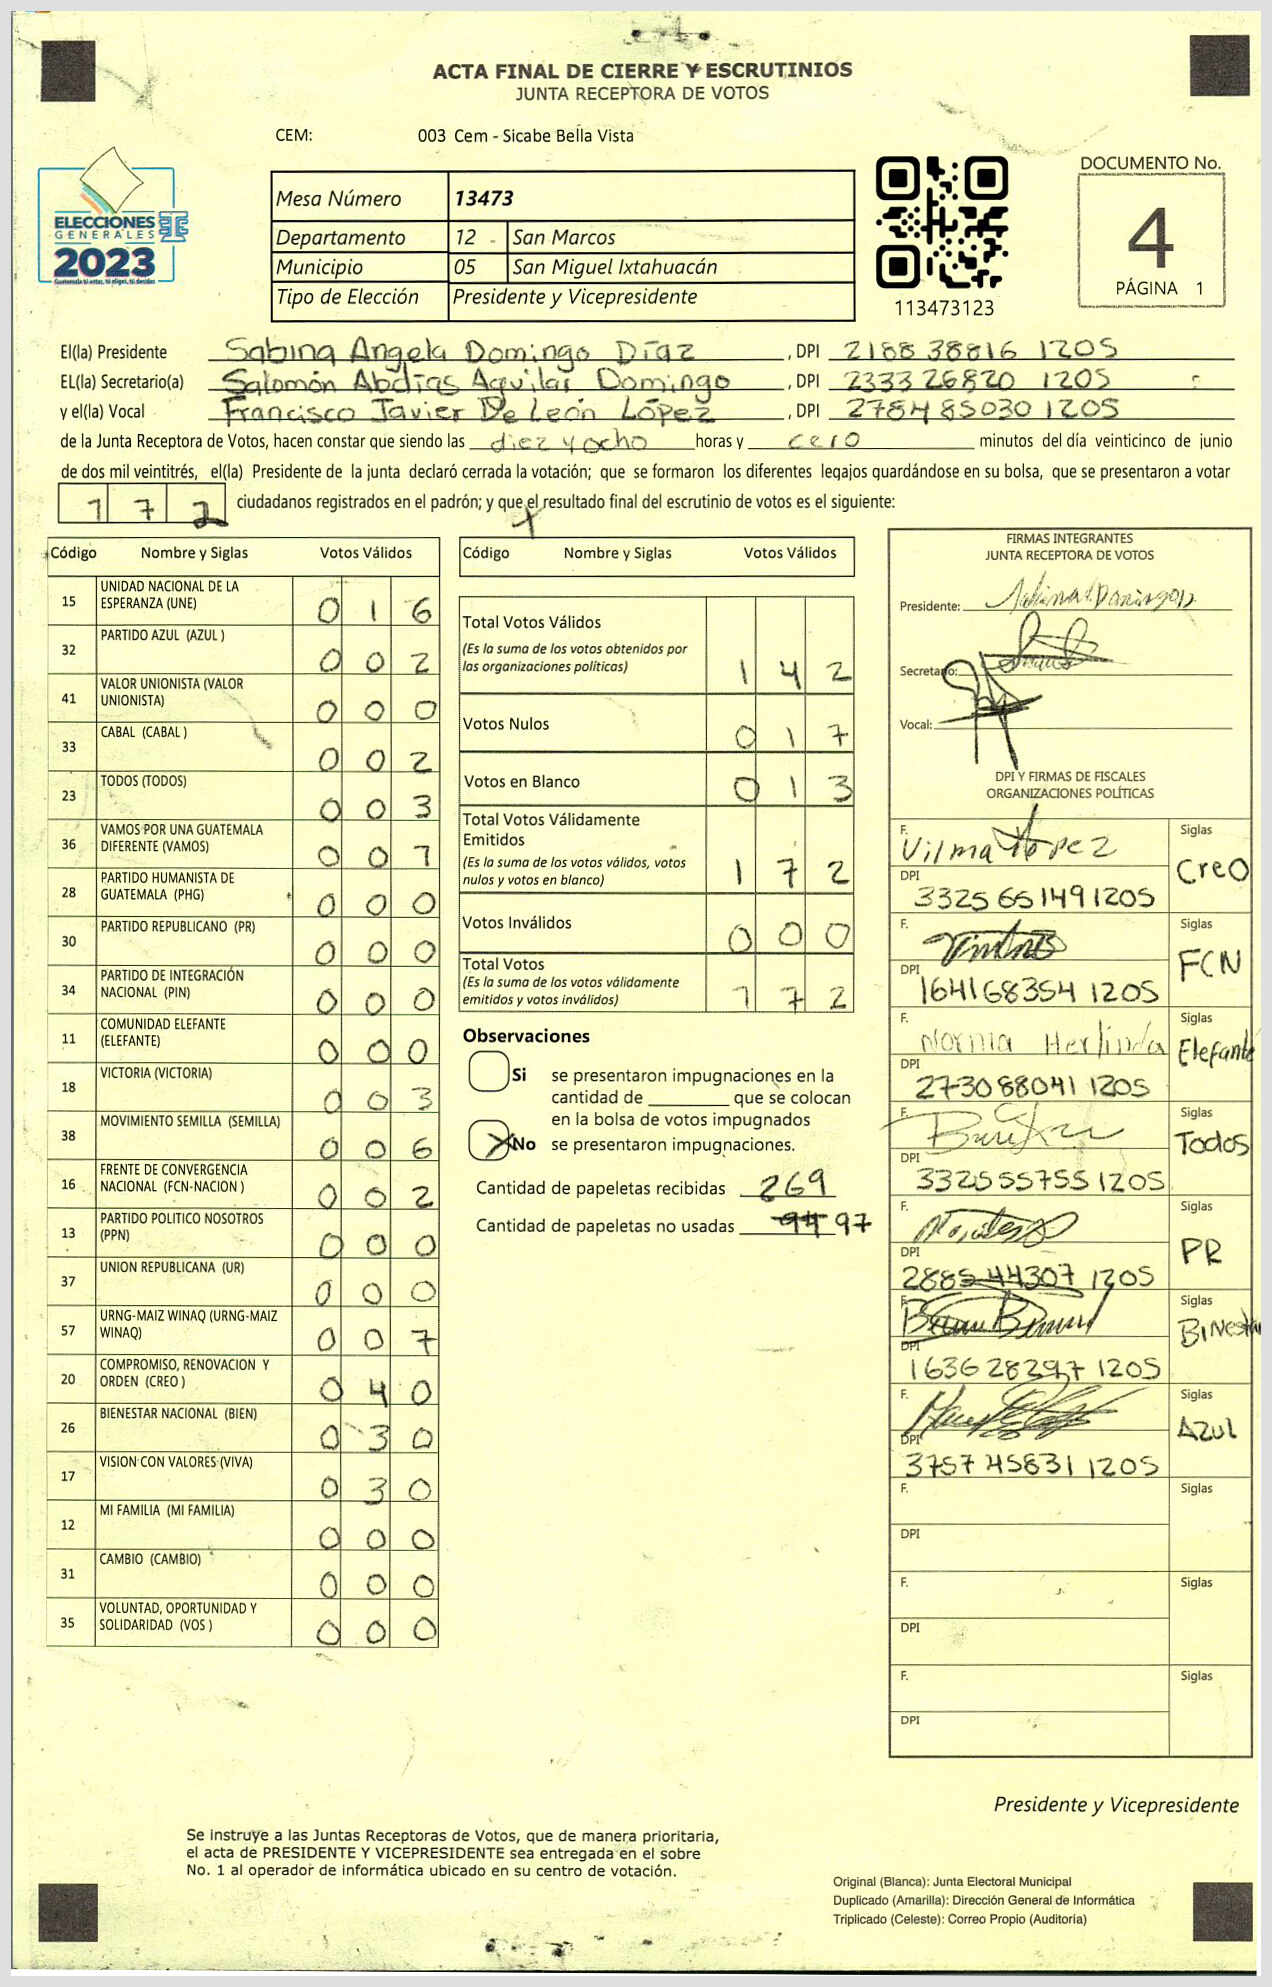 ACTA FINAL DE CIERRE Y ESCRUTINIOS
JUNTA RECEPTORA DE VOTOS
CEM: 003 Cem - Sicabe Bella Vista
ELECCIONES
GENERALES
2023
Guatemala tú votas, tú eliges, tú decides
Mesa Número 13473
Departamento 12 San Marcos
Municipio 05 San Miguel Ixtahuacán
Tipo de Elección Presidente y Vicepresidente
113473123
DOCUMENTO No.
4
PÁGINA 1
El(la) Presidente Sabina Angela Domingo Díaz, DPI 2188 38816 1205
EL(la) Secretario(a) Salomón Abdías Aguilar Domingo, DPI 2333 26820 1205
y el(la) Vocal Francisco Javier De León López, DPI 2784 85030 1205
de la Junta Receptora de Votos, hacen constar que siendo las diez y ocho horas y cero minutos del día veinticinco de junio
de dos mil veintitrés, el(la) Presidente de la junta declaró cerrada la votación; que se formaron los diferentes legajos guardándose en su bolsa, que se presentaron a votar
172 ciudadanos registrados en el padrón; y que el resultado final del escrutinio de votos es el siguiente:
Código Nombre y Siglas Votos Válidos
15 UNIDAD NACIONAL DE LA ESPERANZA (UNE) 0 1 6
32 PARTIDO AZUL (AZUL ) 0 0 2
41 VALOR UNIONISTA (VALOR UNIONISTA) 0 0 0
33 CABAL (CABAL ) 0 0 2
23 TODOS (TODOS) 0 0 3
36 VAMOS POR UNA GUATEMALA DIFERENTE (VAMOS) 0 0 1
28 PARTIDO HUMANISTA DE GUATEMALA (PHG) 0 0 0
30 PARTIDO REPUBLICANO (PR) 0 0 0
34 PARTIDO DE INTEGRACIÓN NACIONAL (PIN) 0 0 0
11 COMUNIDAD ELEFANTE (ELEFANTE) 0 0 0
18 VICTORIA (VICTORIA) 0 0 3
38 MOVIMIENTO SEMILLA (SEMILLA) 0 0 6
16 FRENTE DE CONVERGENCIA NACIONAL (FCN-NACION ) 0 0 2
13 PARTIDO POLITICO NOSOTROS (PPN) 0 0 0
37 UNION REPUBLICANA (UR) 0 0 0
57 URNG-MAIZ WINAQ (URNG-MAIZ WINAQ) 0 0 7
20 COMPROMISO, RENOVACION Y ORDEN (CREO ) 0 4 0
26 BIENESTAR NACIONAL (BIEN) 0 3 0
17 VISION CON VALORES (VIVA) 0 3 0
12 MI FAMILIA (MI FAMILIA) 0 0 0
31 CAMBIO (CAMBIO) 0 0 0
35 VOLUNTAD, OPORTUNIDAD Y SOLIDARIDAD (VOS ) 0 0 0
Código Nombre y Siglas Votos Válidos
Total Votos Válidos
(Es la suma de los votos obtenidos por
las organizaciones políticas) 1 4 2
Votos Nulos 0 1 7
Votos en Blanco 0 1 3
Total Votos Válidamente
Emitidos
(Es la suma de los votos válidos, votos
nulos y votos en blanco) 1 7 2
Votos Inválidos 0 0 0
Total Votos
(Es la suma de los votos válidamente
emitidos y votos inválidos) 1 7 2
Observaciones
Si se presentaron impugnaciones en la
cantidad de que se colocan
en la bolsa de votos impugnados
X No se presentaron impugnaciones.
Cantidad de papeletas recibidas 269
Cantidad de papeletas no usadas 97
FIRMAS INTEGRANTES
JUNTA RECEPTORA DE VOTOS
Presidente:
Secretario:
Vocal:
DPI Y FIRMAS DE FISCALES
ORGANIZACIONES POLÍTICAS
F. Vilma López Siglas
DPI CreO
3325 65149 1205
F. Siglas
DPI FCN
1641 68354 1205
F. Norma Herlinda Siglas
DPI Elefante
2730 88041 1205
F. Siglas
DPI Todos
3325 55755 1205
F. Siglas
DPI PR
2885 44307 1205
F. Siglas
DPI
1636 28297 1205
F. Siglas
DPI AZUL
3757 45831 1205
F. Siglas
DPI
F. Siglas
DPI
F. Siglas
DPI
Presidente y Vicepresidente
Se instruye a las Juntas Receptoras de Votos, que de manera prioritaria,
el acta de PRESIDENTE Y VICEPRESIDENTE sea entregada en el sobre
No. 1 al operador de informática ubicado en su centro de votación.
Original (Blanca): Junta Electoral Municipal
Duplicado (Amarilla): Dirección General de Informática
Triplicado (Celeste): Correo Propio (Auditoría)